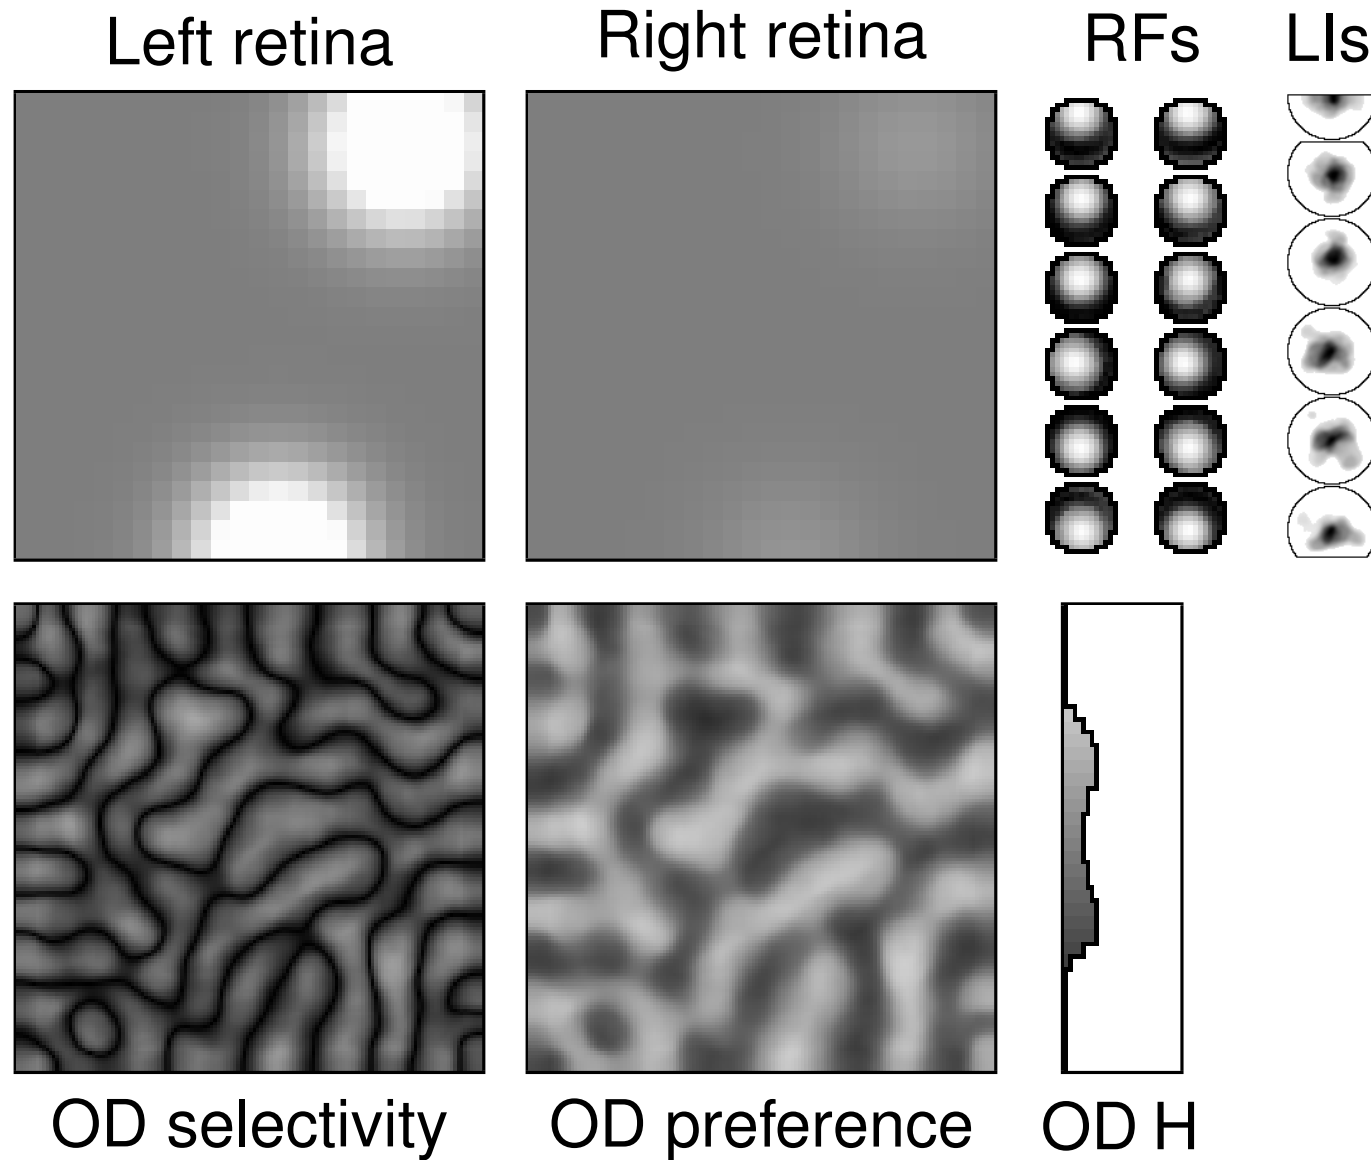 Left retina
Right retina
RFs
LIs
OD selectivity
OD preference
OD H